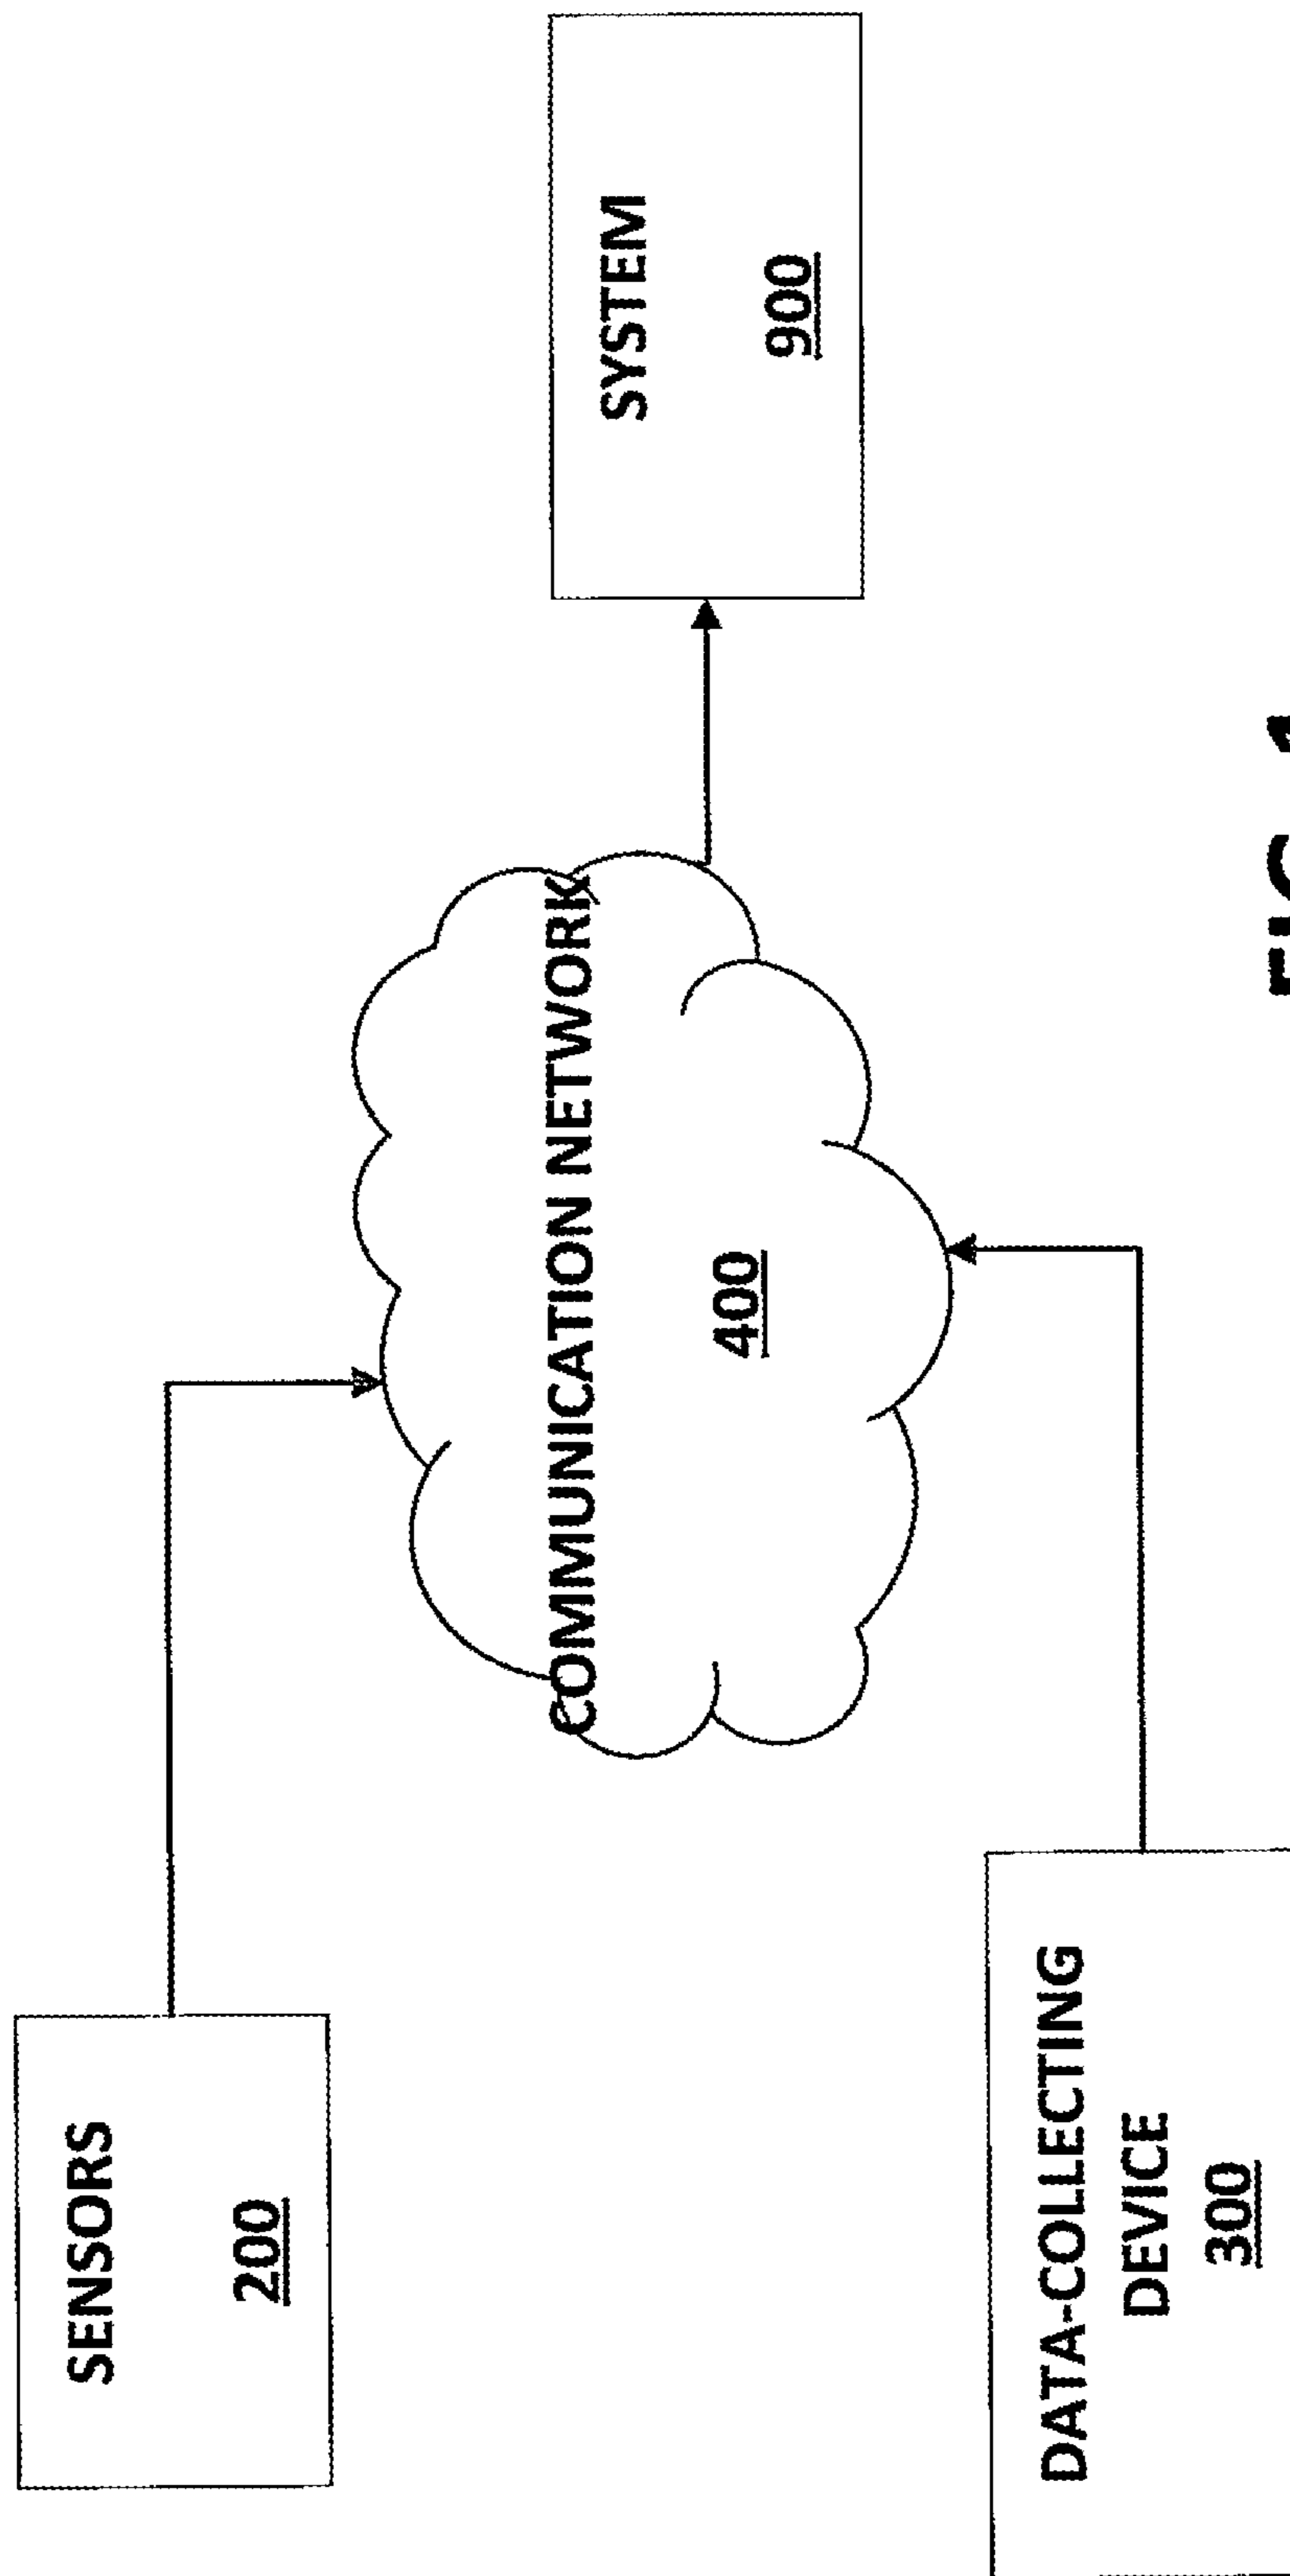 SENSORS
200
COMMUNICATION NETWORK
400
SYSTEM
900
DATA-COLLECTING
DEVICE
300